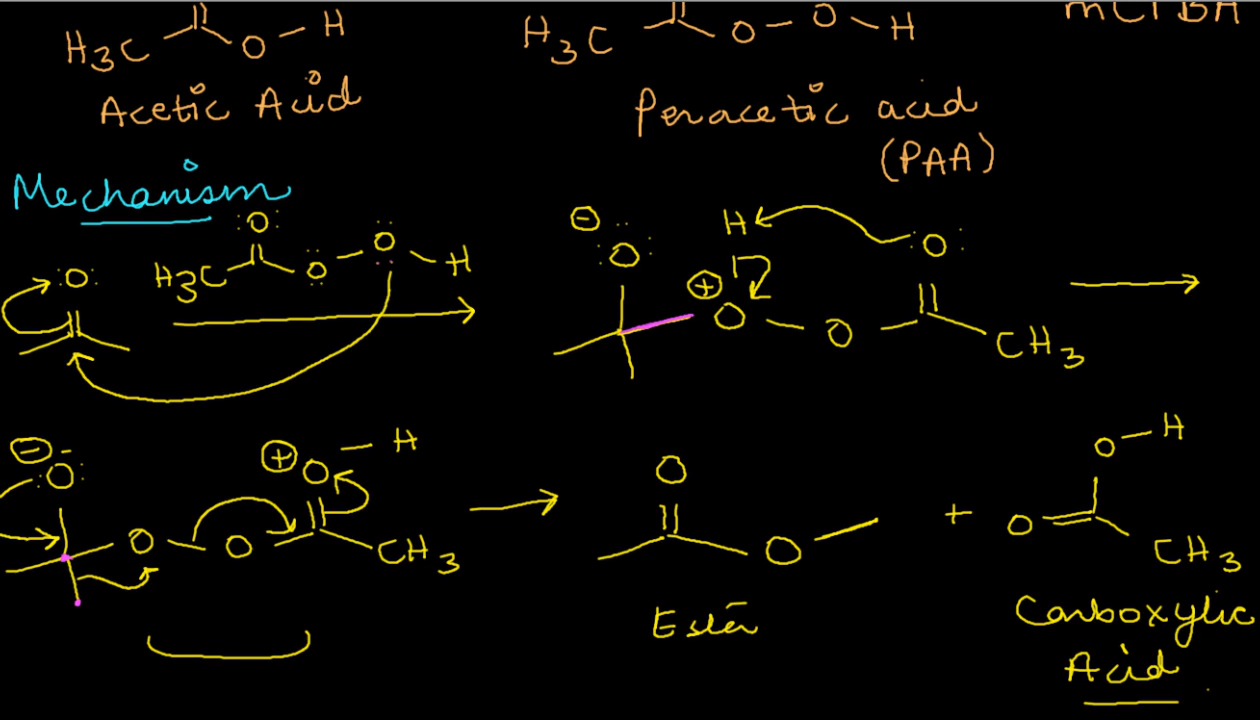 H3C O O H H3C O O O H mCPBA
Acetic Acid Peracetic acid
(PAA)
Mechanism
:O: H3C :O: O O H
⊖ :O: H ⊕ O O O: CH3
⊖ :O: O O ⊕ O H CH3
O O + O O H CH3
Ester Carboxylic
Acid